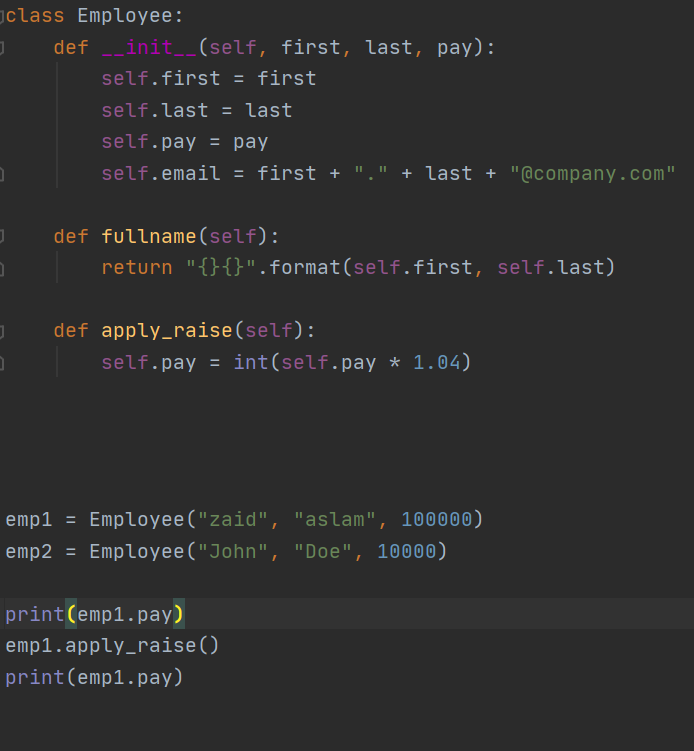 class Employee:
    def __init__(self, first, last, pay):
        self.first = first
        self.last = last
        self.pay = pay
        self.email = first + "." + last + "@company.com"
    def fullname(self):
        return "{}{}".format(self.first, self.last)
    def apply_raise(self):
        self.pay = int(self.pay * 1.04)
emp1 = Employee("zaid", "aslam", 100000)
emp2 = Employee("John", "Doe", 10000)
print(emp1.pay)
emp1.apply_raise()
print(emp1.pay)